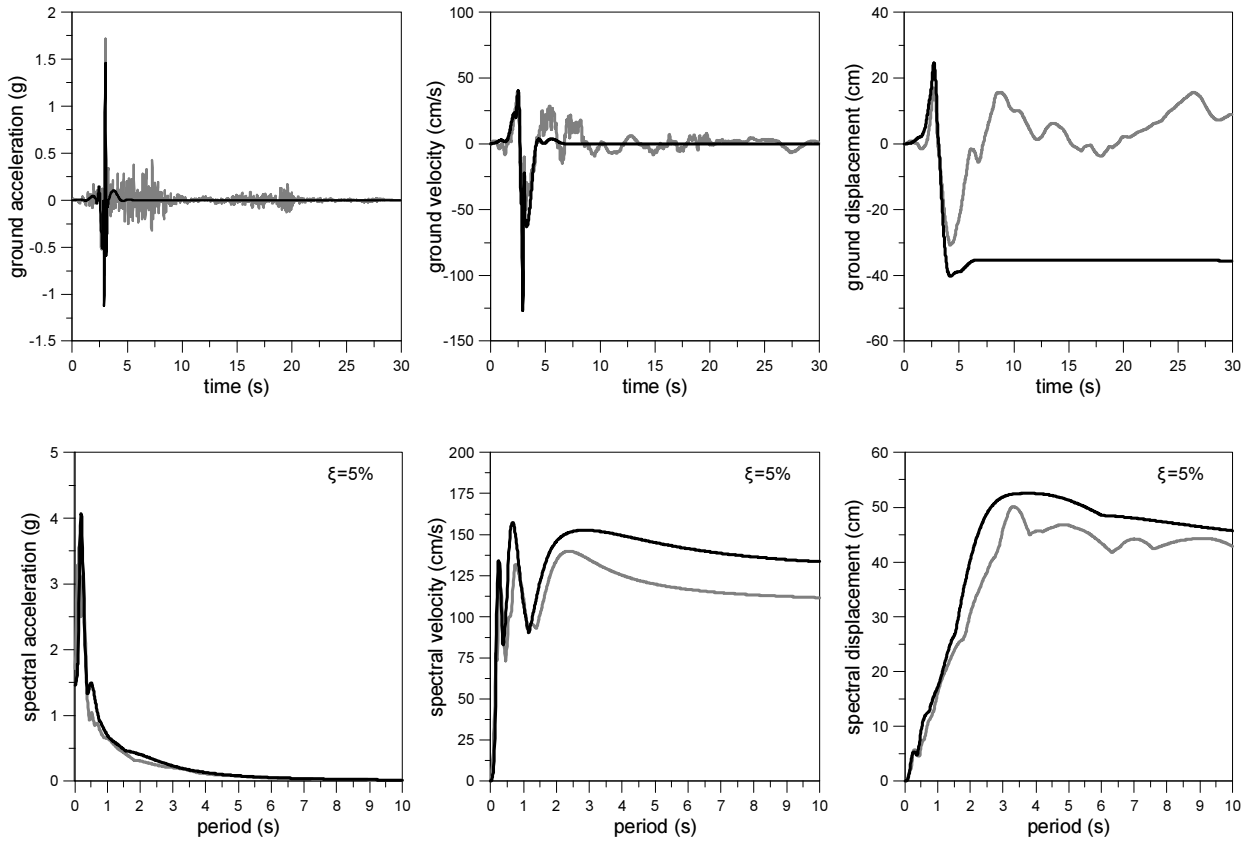 ground acceleration (g)
2
1.5
1
0.5
0
-0.5
-1
-1.5
0 5 10 15 20 25 30
time (s)
ground velocity (cm/s)
100
50
0
-50
-100
-150
0 5 10 15 20 25 30
time (s)
ground displacement (cm)
40
20
0
-20
-40
-60
0 5 10 15 20 25 30
time (s)
spectral acceleration (g)
5
4
3
2
1
0
ξ=5%
0 1 2 3 4 5 6 7 8 9 10
period (s)
spectral velocity (cm/s)
200
175
150
125
100
75
50
25
0
ξ=5%
0 1 2 3 4 5 6 7 8 9 10
period (s)
spectral displacement (cm)
60
50
40
30
20
10
0
ξ=5%
0 1 2 3 4 5 6 7 8 9 10
period (s)